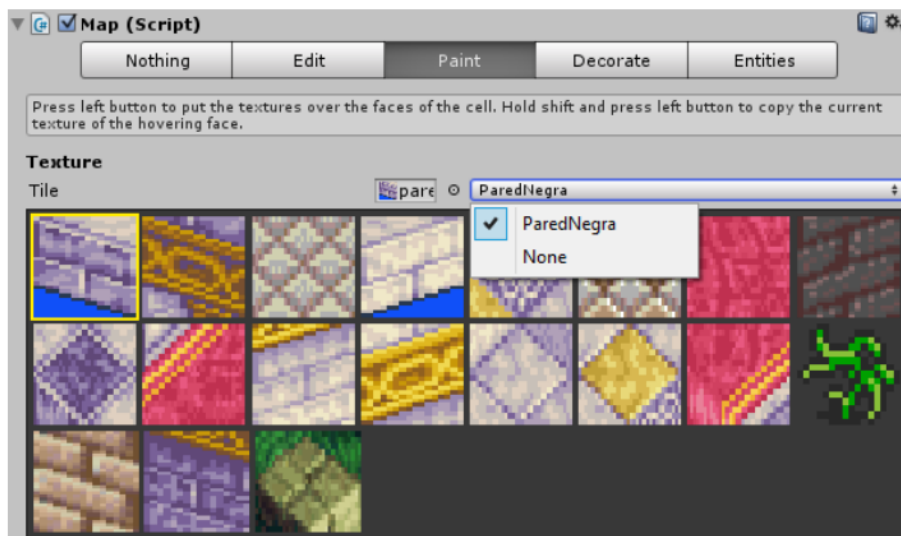 Map (Script)
Nothing Edit Paint Decorate Entities
Press left button to put the textures over the faces of the cell. Hold shift and press left button to copy the current
texture of the hovering face.
Texture
Tile pare ParedNegra
ParedNegra
None